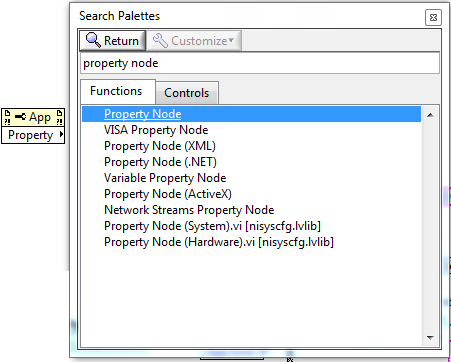 Search Palettes
Return
Customize
property node
Functions
Controls
App
Property
Property Node
VISA Property Node
Property Node (XML)
Property Node (.NET)
Variable Property Node
Property Node (ActiveX)
Network Streams Property Node
Property Node (System).vi [nisyscfg.lvlib]
Property Node (Hardware).vi [nisyscfg.lvlib]